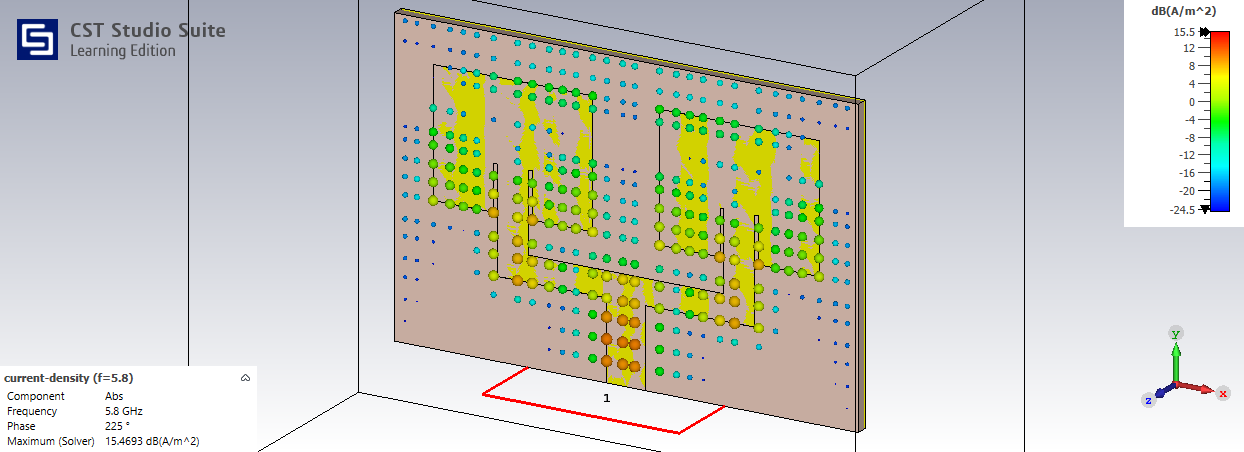 CST Studio Suite
Learning Edition
dB(A/m^2)
15.5
12
8
4
0
-4
-8
-12
-16
-20
-24.5
1
y
x
z
current-density (f=5.8)
Component Abs
Frequency 5.8 GHz
Phase 225 °
Maximum (Solver) 15.4693 dB(A/m^2)